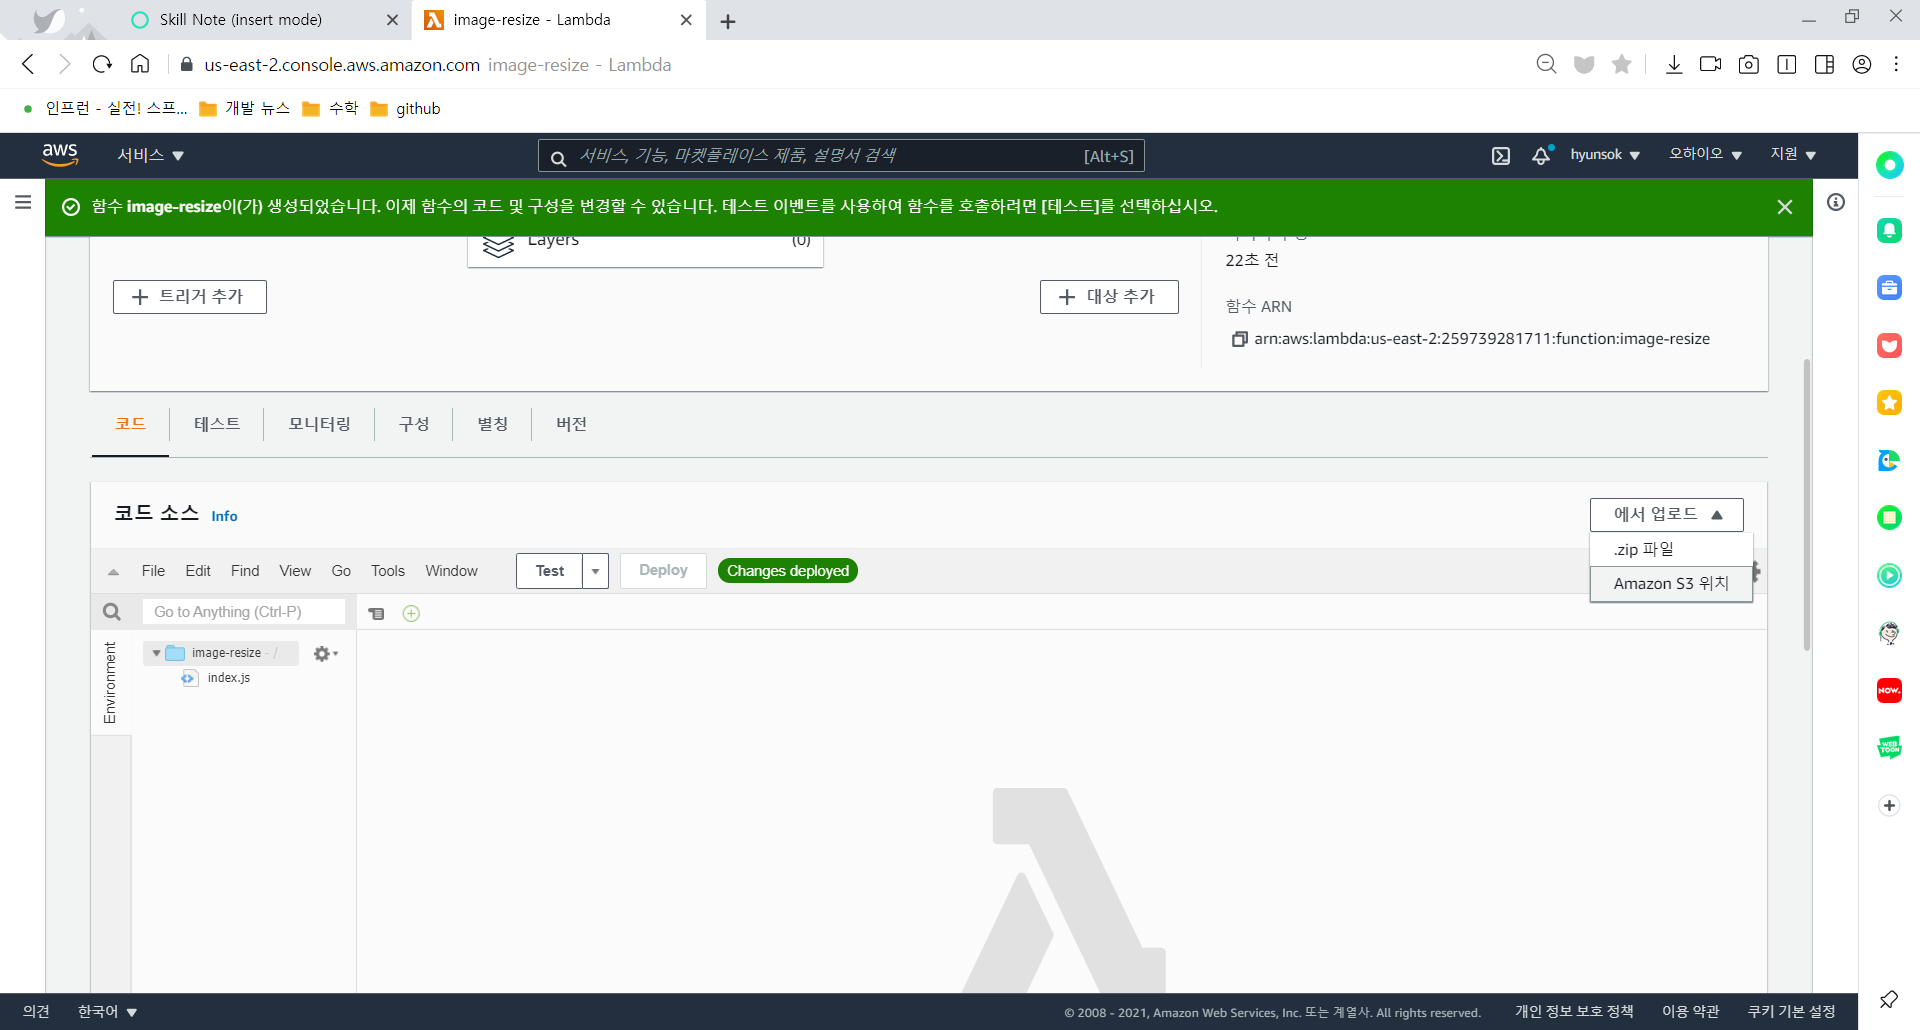 Skill Note (insert mode)
image-resize - Lambda
us-east-2.console.aws.amazon.com image-resize - Lambda
인프런 - 실전! 스프...
개발 뉴스
수학
github
aws
서비스
서비스, 기능, 마켓플레이스 제품, 설명서 검색
[Alt+S]
hyunsok
오하이오
지원
함수 image-resize이(가) 생성되었습니다. 이제 함수의 코드 및 구성을 변경할 수 있습니다. 테스트 이벤트를 사용하여 함수를 호출하려면 [테스트]를 선택하십시오.
Layers
(0)
22초 전
트리거 추가
대상 추가
함수 ARN
arn:aws:lambda:us-east-2:259739281711:function:image-resize
코드
테스트
모니터링
구성
별칭
버전
코드 소스 Info
에서 업로드
.zip 파일
Amazon S3 위치
File Edit Find View Go Tools Window
Test
Deploy
Changes deployed
Go to Anything (Ctrl-P)
Environment
image-resize - /
index.js
NOW.
WEB
TOON
의견
한국어
© 2008 - 2021, Amazon Web Services, Inc. 또는 계열사. All rights reserved.
개인 정보 보호 정책
이용 약관
쿠키 기본 설정